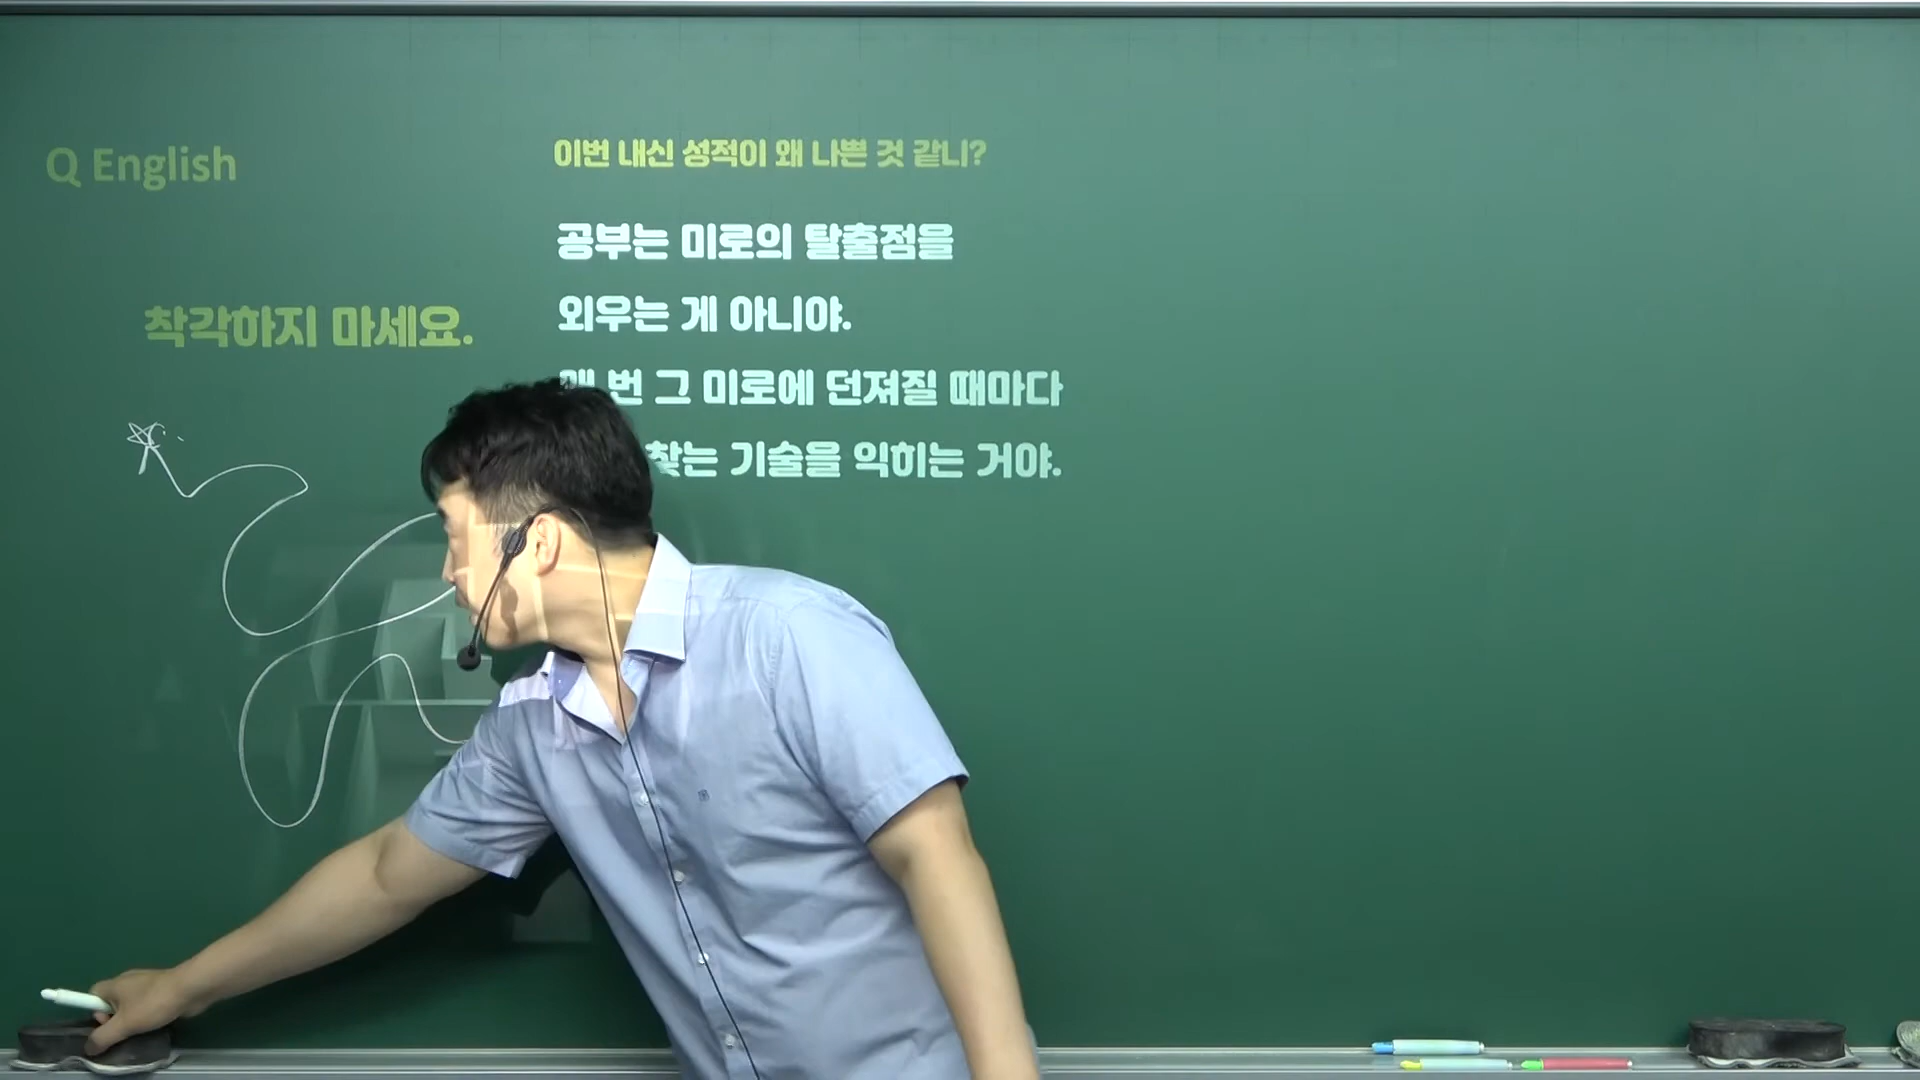 Q English
착각하지 마세요.
이번 내신 성적이 왜 나쁜 것 같니?
공부는 미로의 탈출점을
외우는 게 아니야.
번 그 미로에 던져질 때마다
찾는 기술을 익히는 거야.